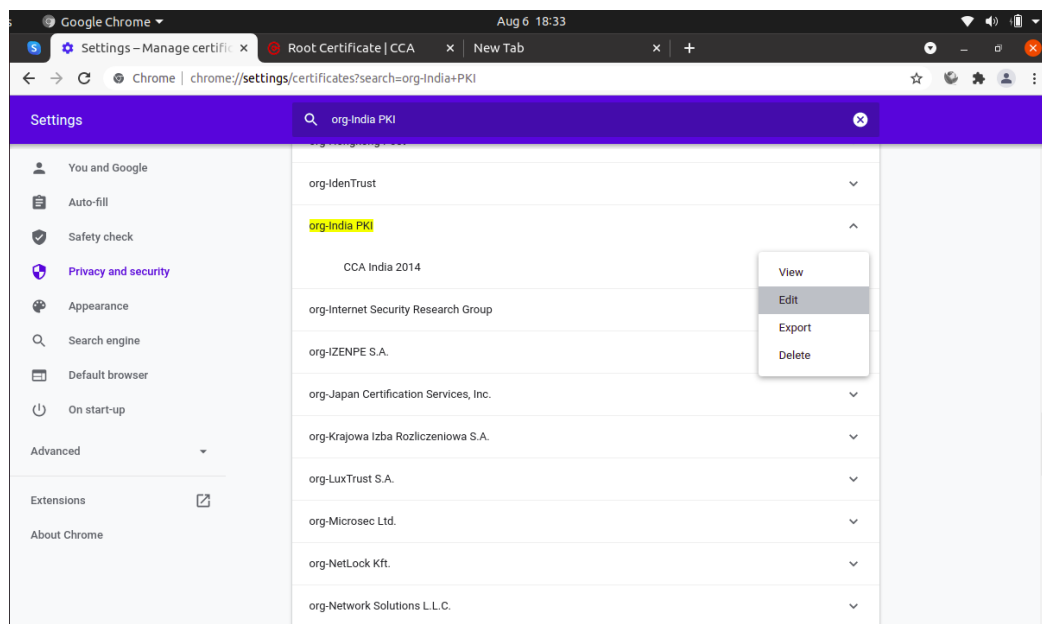 Google Chrome
Aug 6 18:33
Settings – Manage certific
Root Certificate | CCA
New Tab
Chrome | chrome://settings/certificates?search=org-India+PKI
Settings
org-India PKI
You and Google
Auto-fill
Safety check
Privacy and security
Appearance
Search engine
Default browser
On start-up
Advanced
Extensions
About Chrome
org-IdenTrust
org-India PKI
CCA India 2014
View
Edit
Export
Delete
org-Internet Security Research Group
org-IZENPE S.A.
org-Japan Certification Services, Inc.
org-Krajowa Izba Rozliczeniowa S.A.
org-LuxTrust S.A.
org-Microsec Ltd.
org-NetLock Kft.
org-Network Solutions L.L.C.